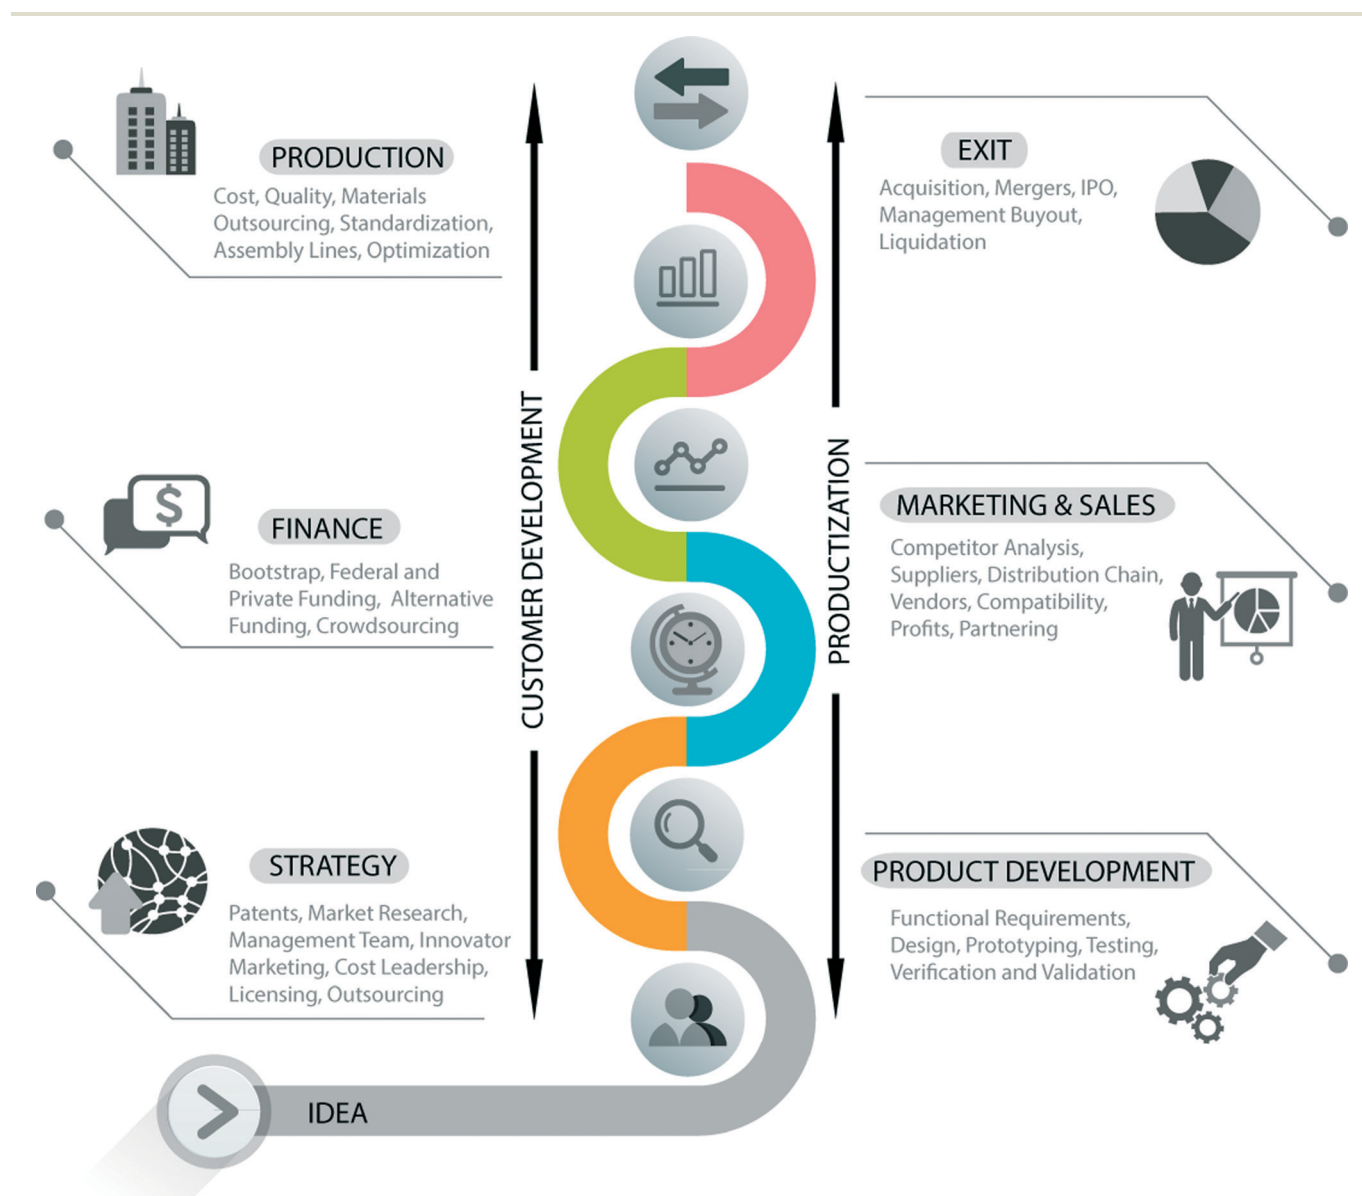 PRODUCTION
Cost, Quality, Materials
Outsourcing, Standardization,
Assembly Lines, Optimization
EXIT
Acquisition, Mergers, IPO,
Management Buyout,
Liquidation
CUSTOMER DEVELOPMENT
PRODUCTIZATION
$
FINANCE
Bootstrap, Federal and
Private Funding, Alternative
Funding, Crowdsourcing
MARKETING & SALES
Competitor Analysis,
Suppliers, Distribution Chain,
Vendors, Compatibility,
Profits, Partnering
STRATEGY
Patents, Market Research,
Management Team, Innovator
Marketing, Cost Leadership,
Licensing, Outsourcing
PRODUCT DEVELOPMENT
Functional Requirements,
Design, Prototyping, Testing,
Verification and Validation
IDEA